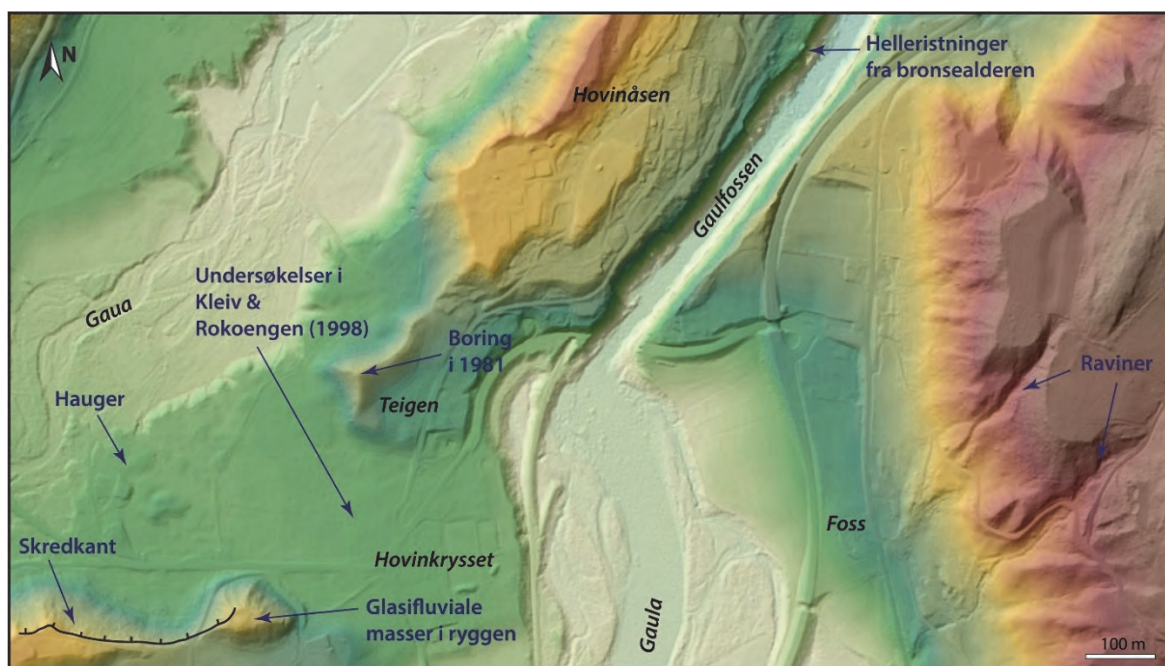 N
Helleristninger
fra bronsealderen
Hovinåsen
Gaulfossen
Undersøkelser i
Kleiv &
Rokoengen (1998)
Gaua
Boring
i 1981
Raviner
Hauger
Teigen
Foss
Skredkant
Hovinkrysset
Glasifluviale
masser i ryggen
Gaula
100 m